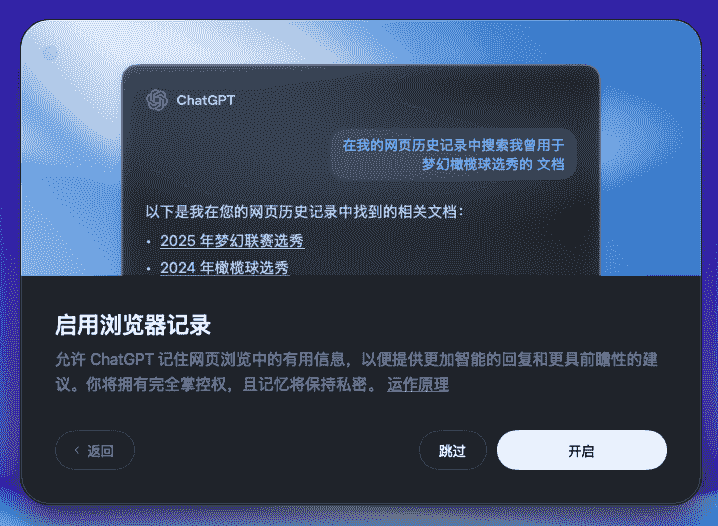 ChatGPT
在我的网页历史记录中搜索我曾用于
梦幻橄榄球选秀的 文档
以下是我在您的网页历史记录中找到的相关文档：
• 2025 年梦幻联赛选秀
• 2024 年橄榄球选秀
启用浏览器记录
允许 ChatGPT 记住网页浏览中的有用信息，以便提供更加智能的回复和更具前瞻性的建
议。你将拥有完全掌控权，且记忆将保持私密。 运作原理
返回
跳过
开启